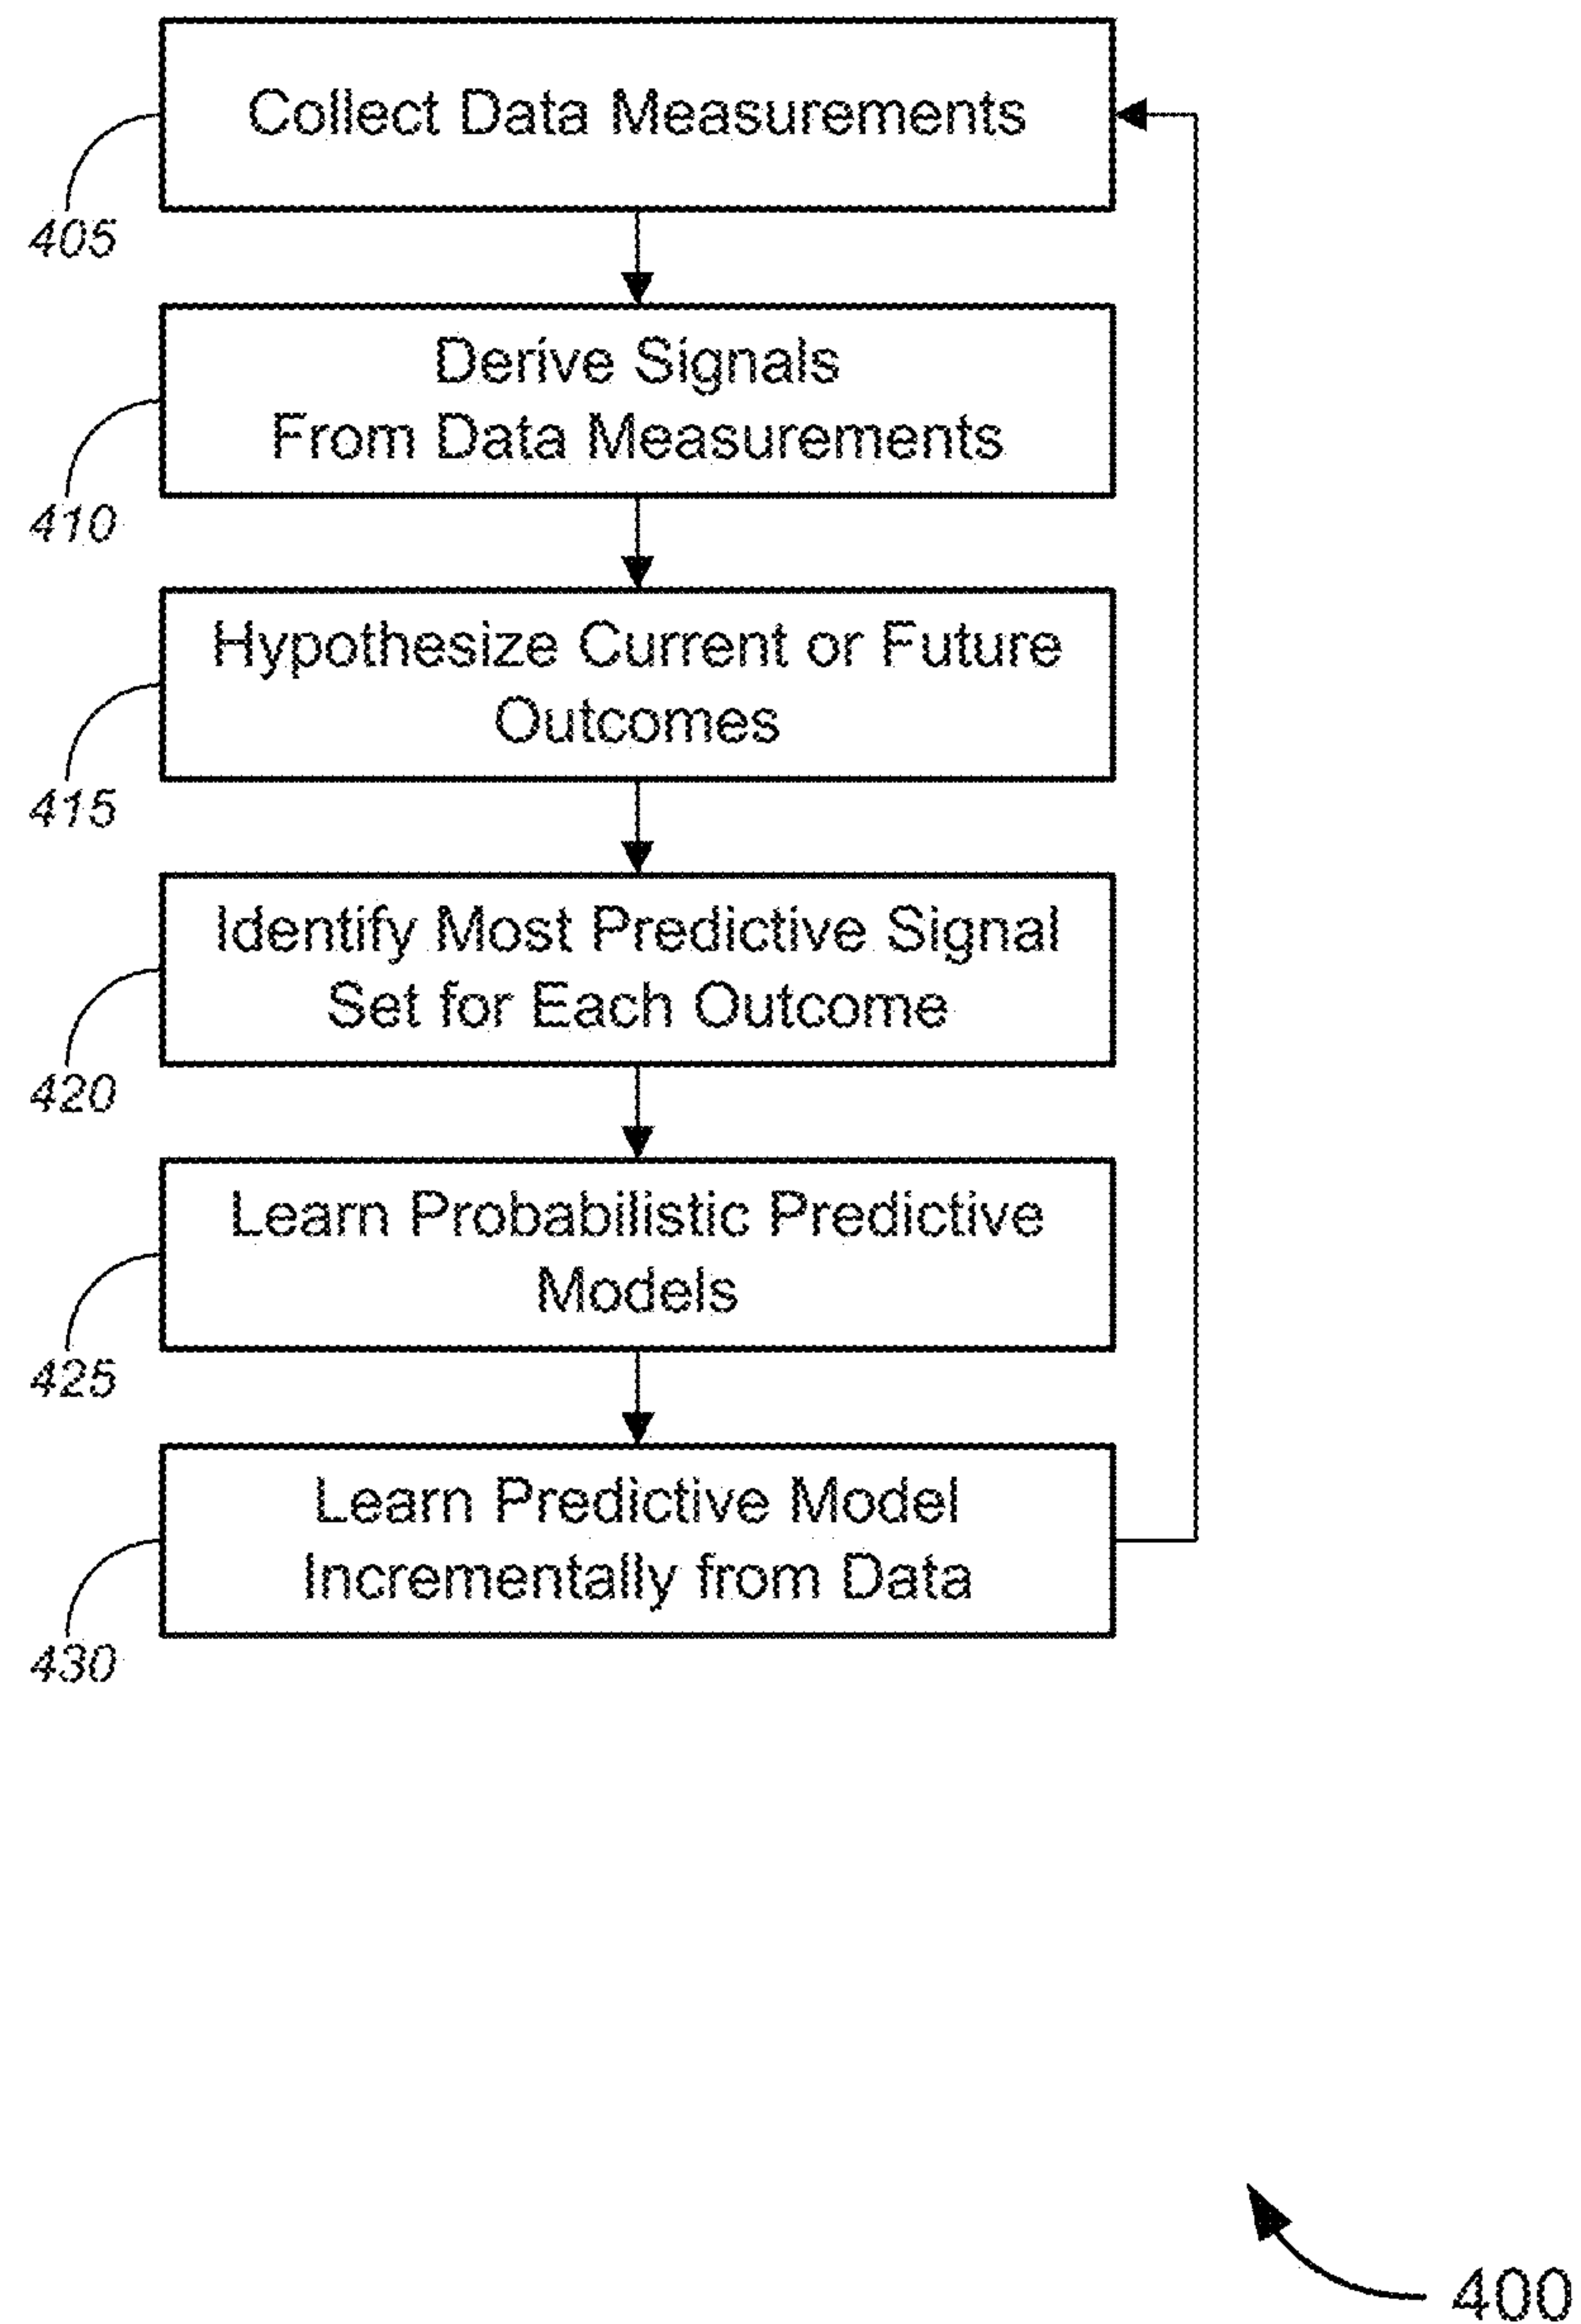 Collect Data Measurements
405
Derive Signals
From Data Measurements
410
Hypothesize Current or Future
Outcomes
415
Identify Most Predictive Signal
Set for Each Outcome
420
Learn Probabilistic Predictive
Models
425
Learn Predictive Model
Incrementally from Data
430
400